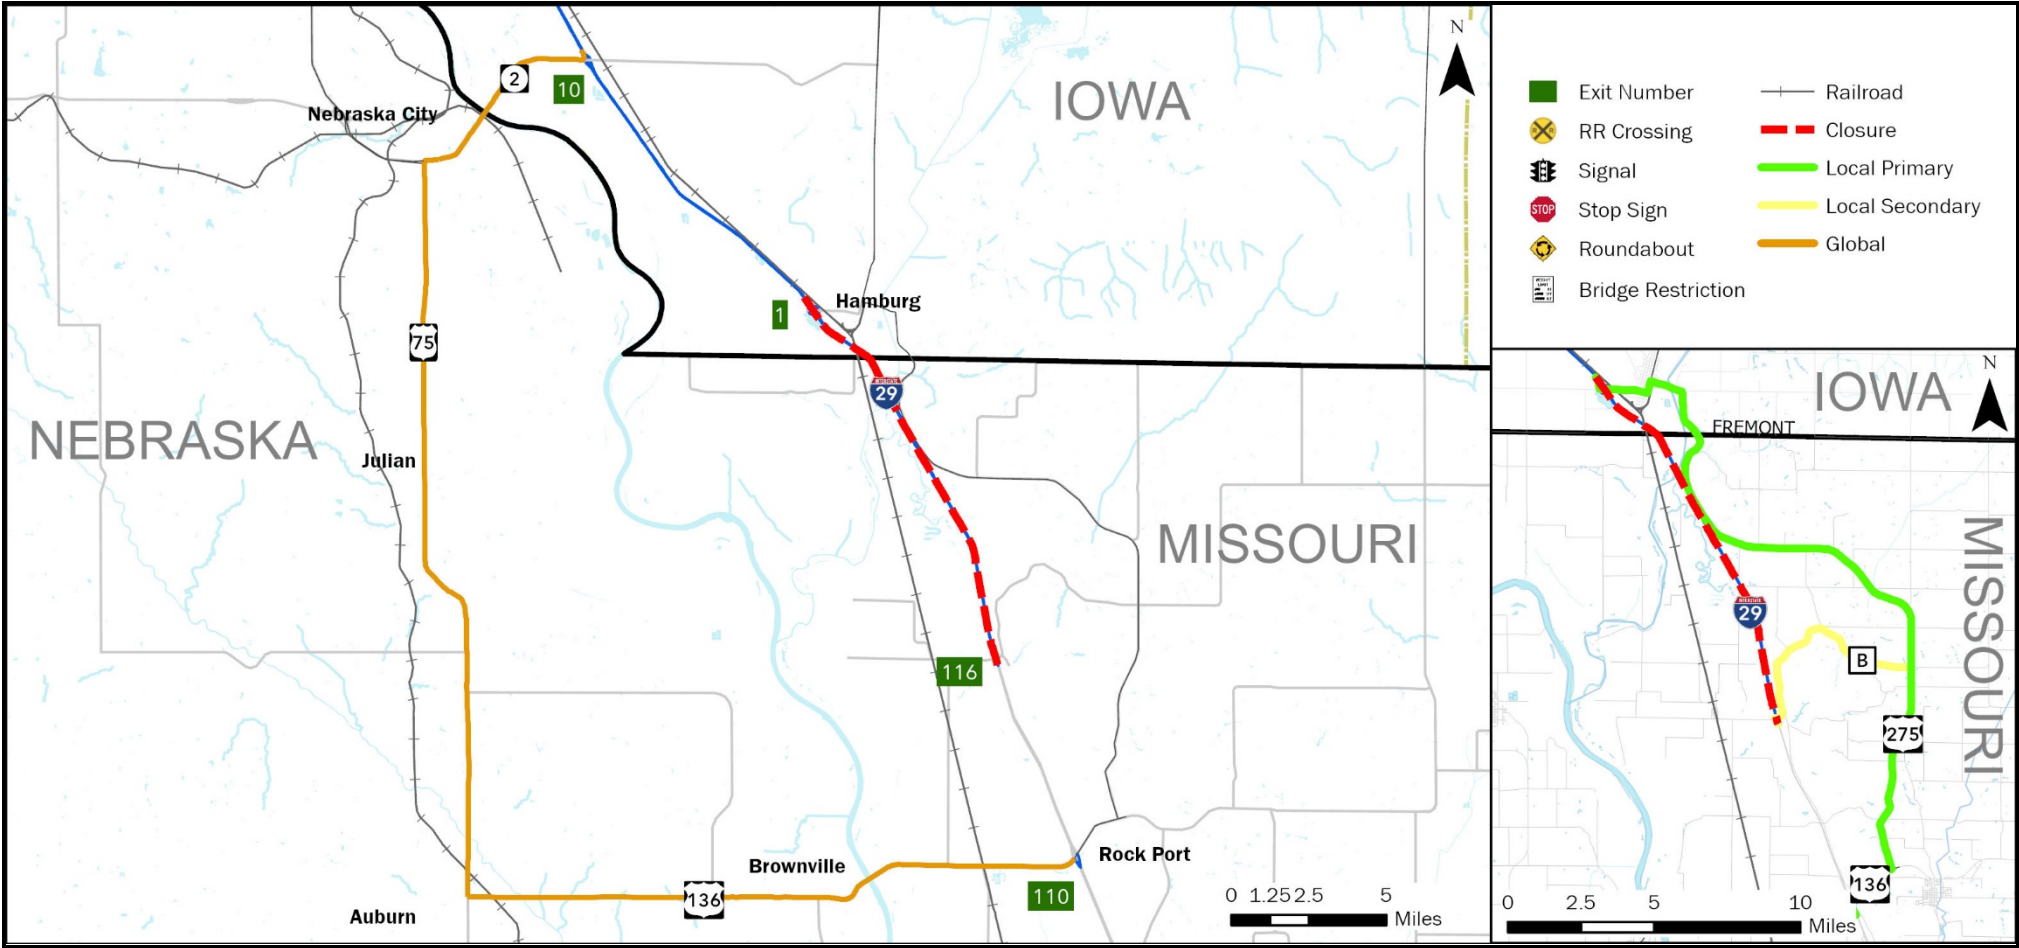 N
IOWA
2
10
Nebraska City
Hamburg
1
75
29
NEBRASKA
Julian
MISSOURI
116
Brownville
Rock Port
136
110
Auburn
0 1.25 2.5 5
Miles
Exit Number
RR Crossing
Signal
STOP
Stop Sign
Roundabout
Bridge Restriction
Railroad
Closure
Local Primary
Local Secondary
Global
N
IOWA
FREMONT
MISSOURI
29
B
275
136
0 2.5 5 10
Miles